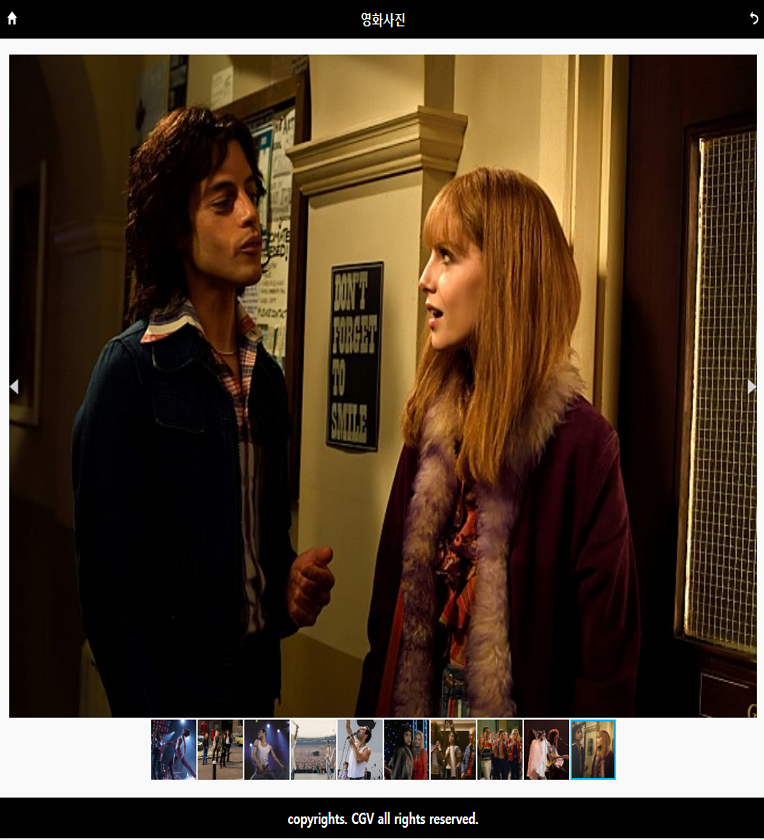 영화사진
DON'T
FORGET
TO
SMILE
copyrights. CGV all rights reserved.